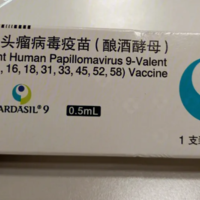 头瘤病毒疫苗（酿酒酵母）
nt Human Papillomavirus 9-Valent
, 16, 18, 31, 33, 45, 52, 58) Vaccine
ARDASIL® 9
0.5mL
1 支